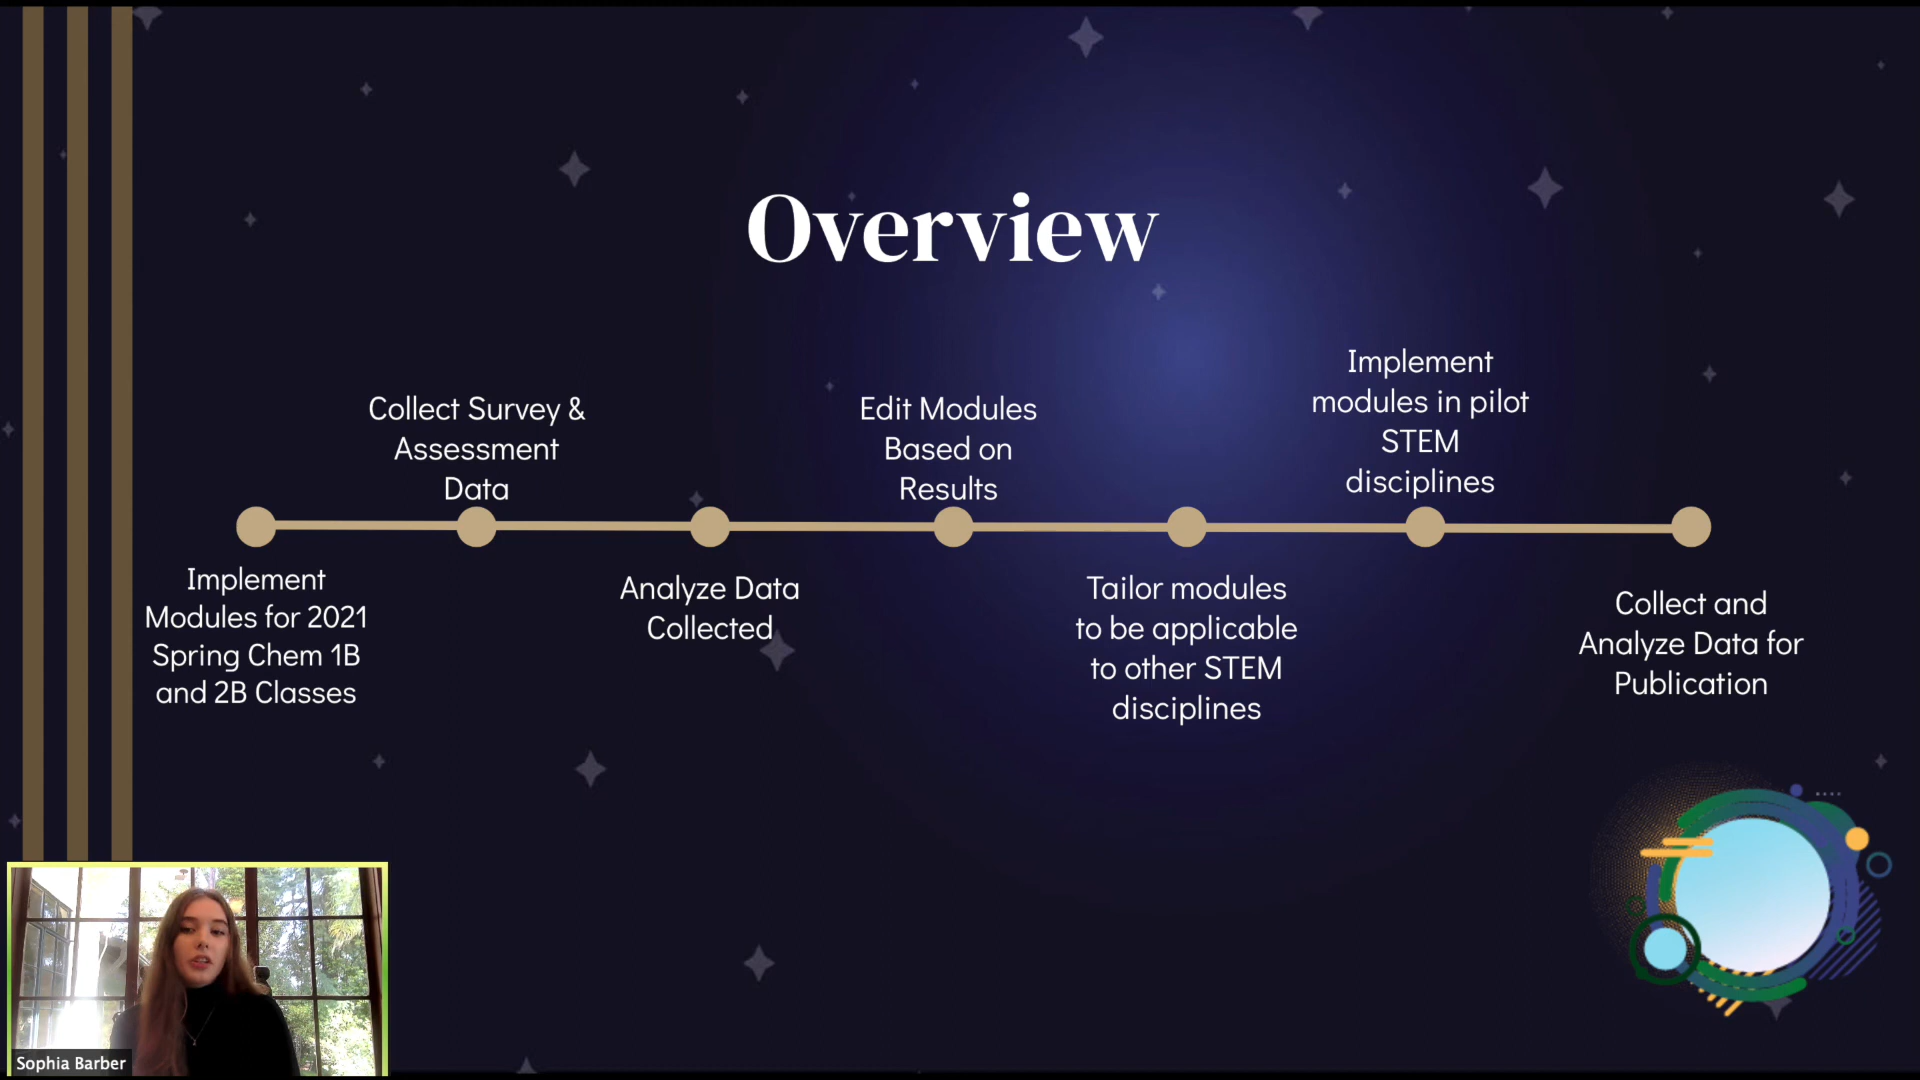 Overview
Implement
Modules for 2021
Spring Chem 1B
and 2B Classes
Collect Survey &
Assessment
Data
Analyze Data
Collected
Edit Modules
Based on
Results
Tailor modules
to be applicable
to other STEM
disciplines
Implement
modules in pilot
STEM
disciplines
Collect and
Analyze Data for
Publication
Sophia Barber